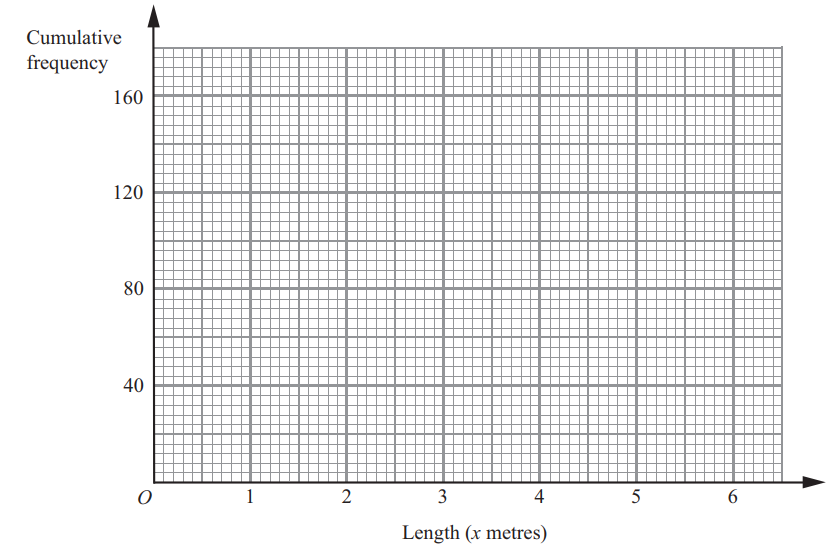 Cumulative
frequency
160
120
80
40
O
1
2
3
4
5
6
Length (x metres)